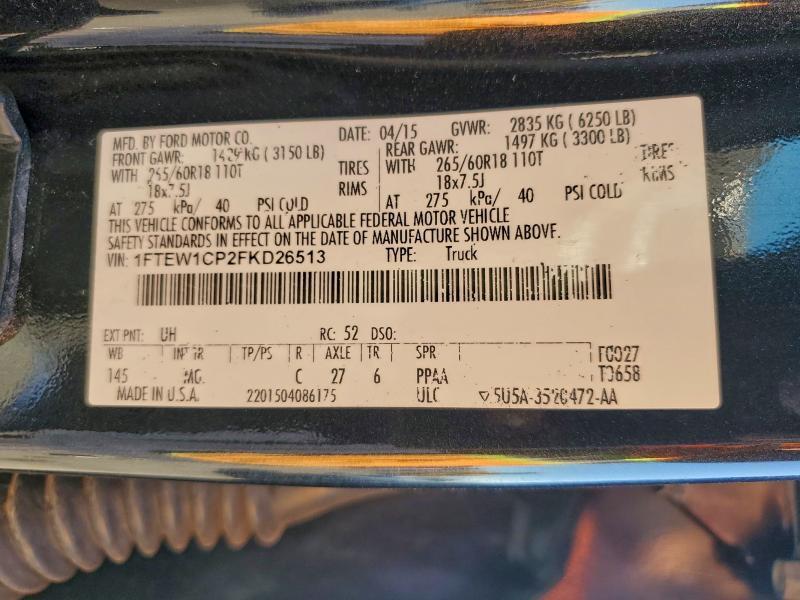 MFD. BY FORD MOTOR CO. DATE: 04/15 GVWR: 2835 KG ( 6250 LB)
FRONT GAWR: 1429 KG ( 3150 LB) REAR GAWR: 1497 KG ( 3300 LB)
WITH 265/60R18 110T TIRES WITH 265/60R18 110T TIRES
18x7.5J RIMS 18x7.5J RIMS
AT 275 kPa/ 40 PSI COLD AT 275 kPa/ 40 PSI COLD
THIS VEHICLE CONFORMS TO ALL APPLICABLE FEDERAL MOTOR VEHICLE
SAFETY STANDARDS IN EFFECT ON THE DATE OF MANUFACTURE SHOWN ABOVE.
VIN: 1FTEW1CP2FKD26513 TYPE: Truck
EXT PNT: UH RC: 52 DSO:
WB INT TR TP/PS R AXLE TR SPR
145 C 27 6 PPAA
MADE IN U.S.A. 2201504086175 ULC